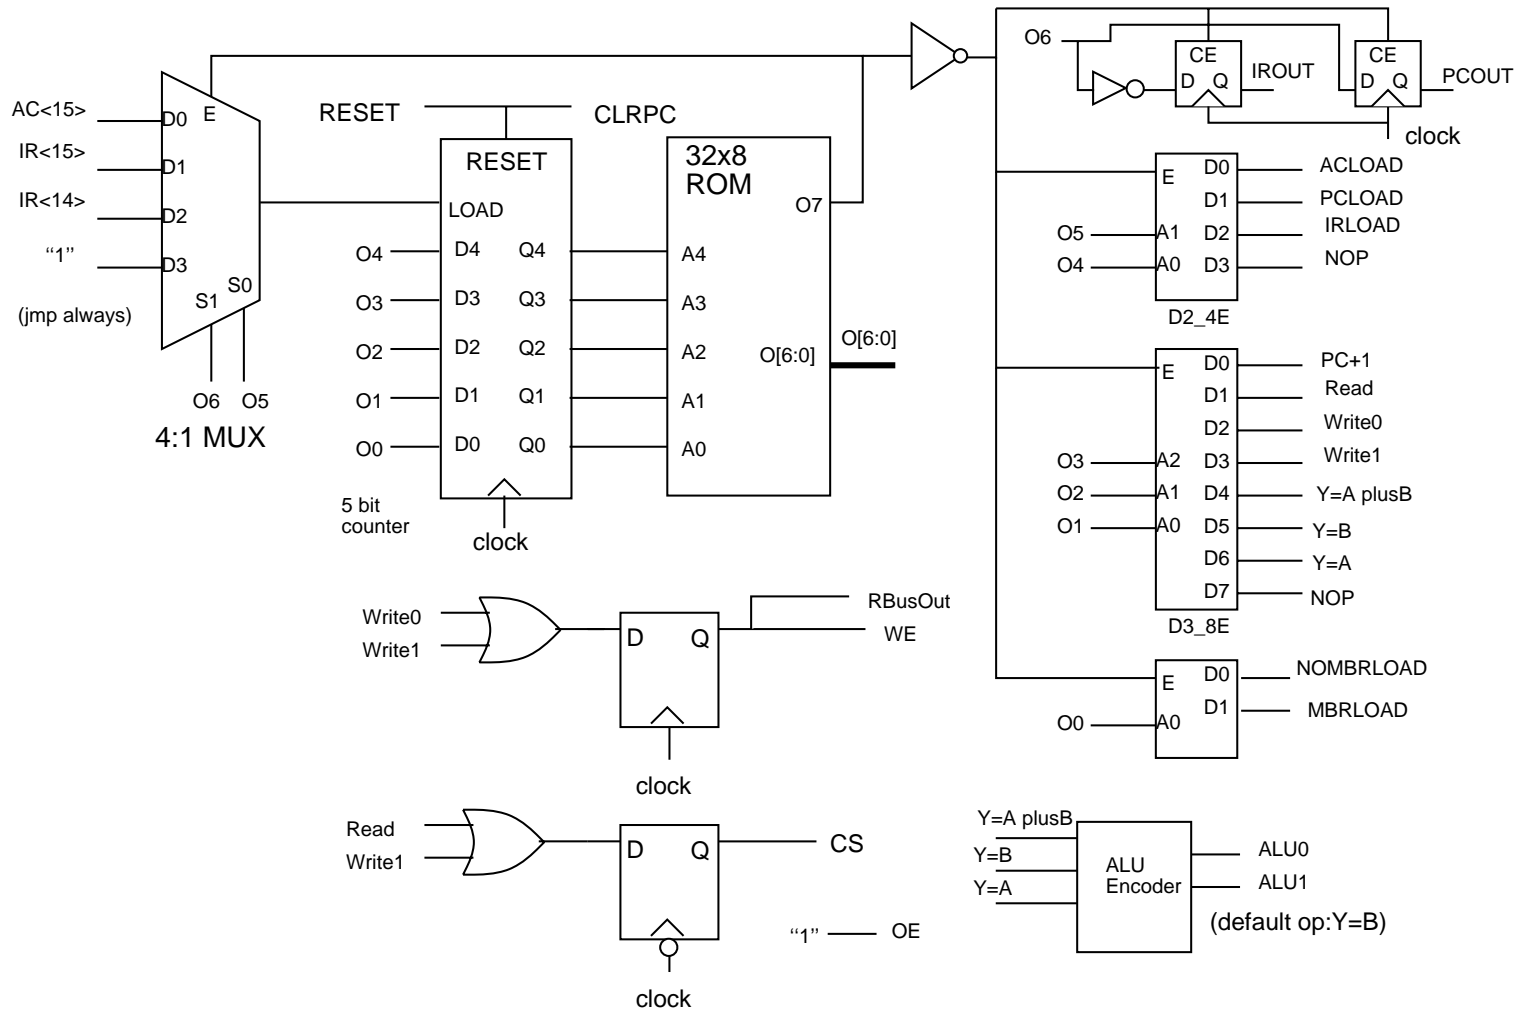 AC<15>
IR<15>
IR<14>
“1”
(jmp always)
D0
E
D1
D2
D3
S1
S0
O6
O5
4:1 MUX
RESET
CLRPC
RESET
LOAD
O4
D4
Q4
O3
D3
Q3
O2
D2
Q2
O1
D1
Q1
O0
D0
Q0
5 bit
counter
clock
32x8
ROM
O7
A4
A3
A2
A1
A0
O[6:0]
O[6:0]
O6
CE
D
Q
IROUT
CE
D
Q
PCOUT
clock
E
D0
ACLOAD
D1
PCLOAD
O5
A1
D2
IRLOAD
O4
A0
D3
NOP
D2_4E
E
D0
PC+1
D1
Read
D2
Write0
O3
A2
D3
Write1
O2
A1
D4
Y=A plusB
O1
A0
D5
Y=B
D6
Y=A
D7
NOP
D3_8E
E
D0
NOMBRLOAD
D1
MBRLOAD
O0
A0
Write0
Write1
D
Q
RBusOut
WE
clock
Read
Write1
D
Q
CS
clock
“1”
OE
Y=A plusB
Y=B
Y=A
ALU
Encoder
ALU0
ALU1
(default op:Y=B)